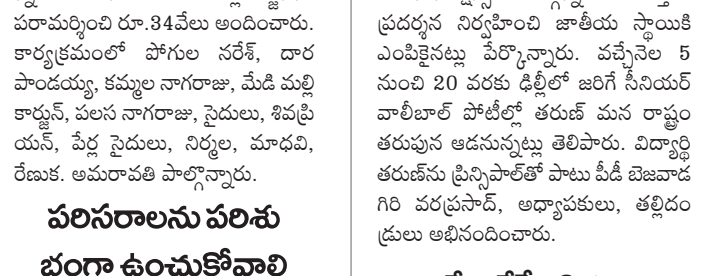 పరామర్శించి రూ.34వేలు అందించారు.
కార్యక్రమంలో పోగుల నరేశ్, దార
పాండయ్య, కమ్మల నాగరాజు, మేడి మల్లి
కార్జున్, పలస నాగరాజు, సైదులు, శివప్రి
యన్, పేర్ల సైదులు, నిర్మల, మాధవి,
రేణుక. అమరావతి పాల్గొన్నారు.
పరిసరాలను పరిశు
భ్రంగా ఉంచుకోవాలి
ప్రదర్శన నిర్వహించి జాతీయ స్థాయికి
ఎంపికైనట్లు పేర్కొన్నారు. వచ్చేనెల 5
నుంచి 20 వరకు ఢిల్లీలో జరిగే సీనియర్
వాలీబాల్ పోటీల్లో తరుణ్ మన రాష్ట్రం
తరుపున ఆడనున్నట్లు తెలిపారు. విద్యార్థి
తరుణ్‌ను ప్రిన్సిపాల్‌తో పాటు పీడీ బెజవాడ
గిరి వరప్రసాద్, అధ్యాపకులు, తల్లిదం
డ్రులు అభినందించారు.